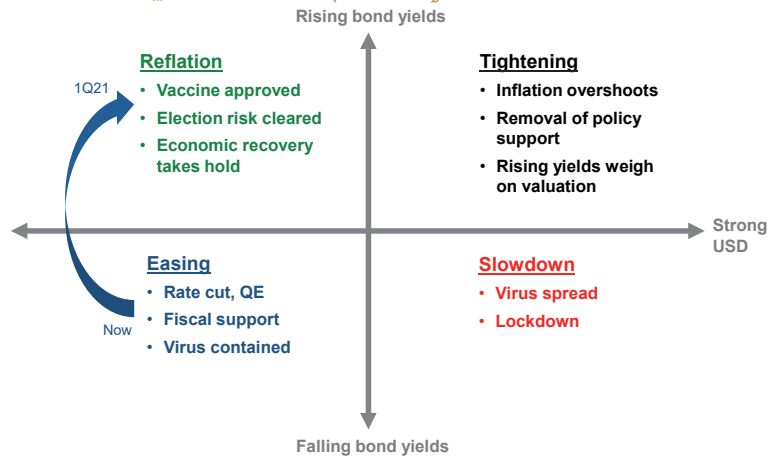 Rising bond yields
Reflation
• Vaccine approved
• Election risk cleared
• Economic recovery
takes hold
Tightening
• Inflation overshoots
• Removal of policy
support
• Rising yields weigh
on valuation
1Q21
Strong
USD
Easing
• Rate cut, QE
• Fiscal support
• Virus contained
Now
Slowdown
• Virus spread
• Lockdown
Falling bond yields